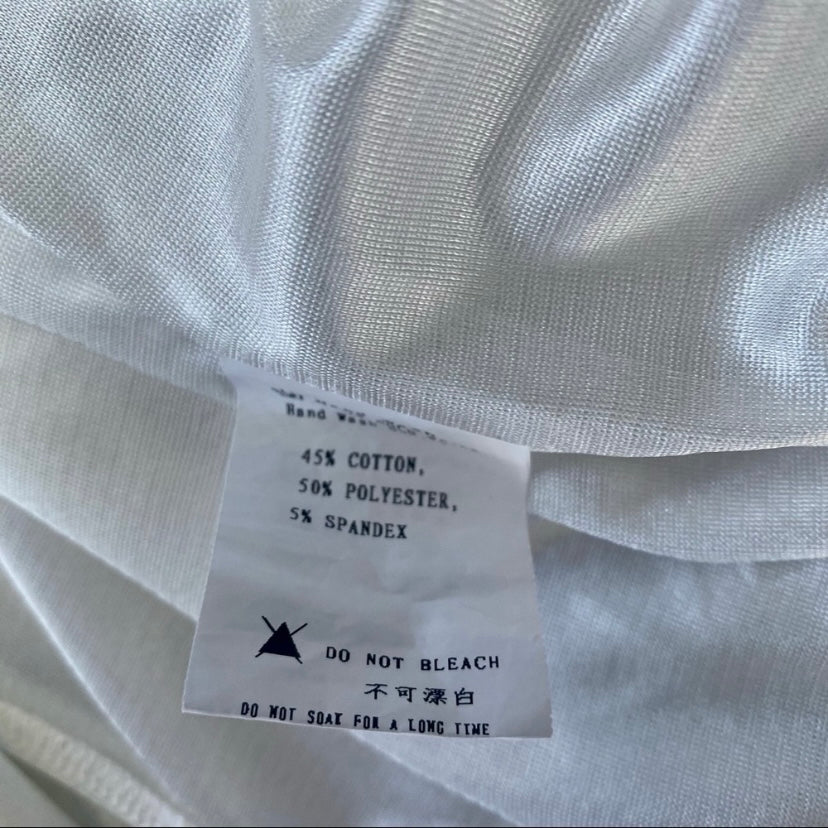 Hand Wash
45% COTTON,
50% POLYESTER,
5% SPANDEX
DO NOT BLEACH
不可漂白
DO NOT SOAK FOR A LONG TIME